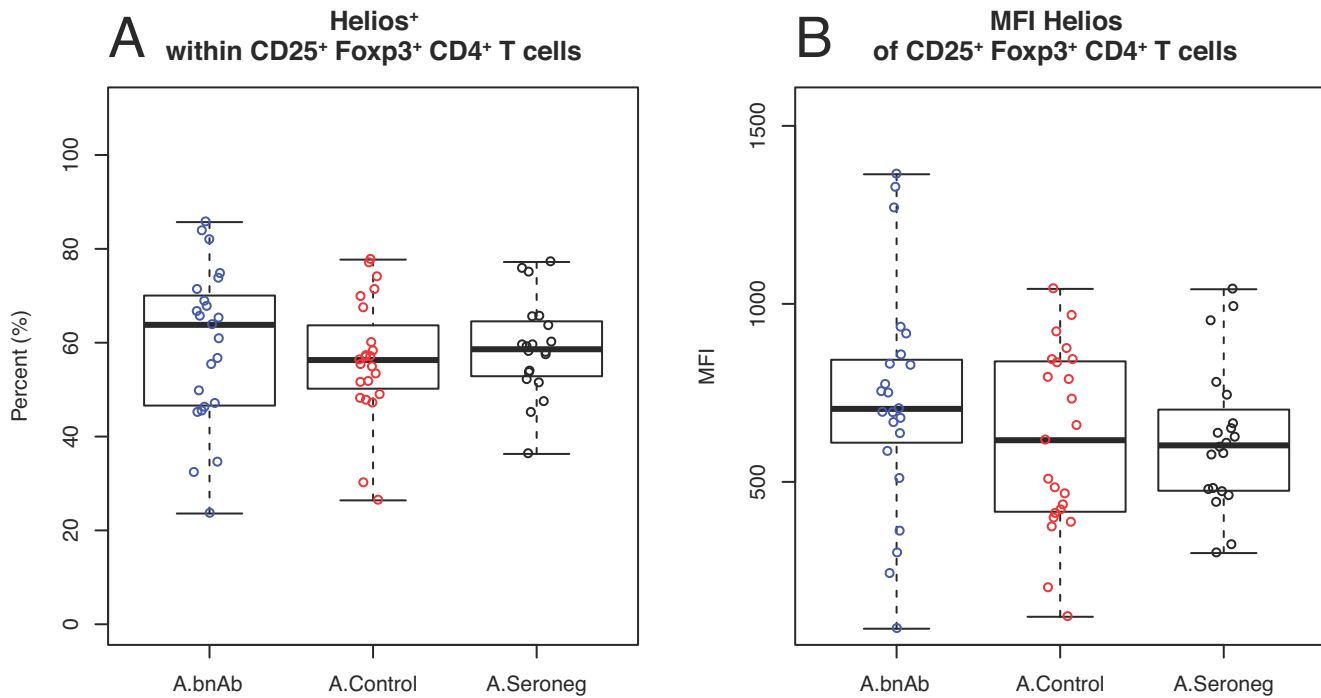 A
Helios⁺
within CD25⁺ Foxp3⁺ CD4⁺ T cells
Percent (%)
100
80
60
40
20
0
A.bnAb A.Control A.Seroneg
B
MFI Helios
of CD25⁺ Foxp3⁺ CD4⁺ T cells
MFI
1500
1000
500
A.bnAb A.Control A.Seroneg